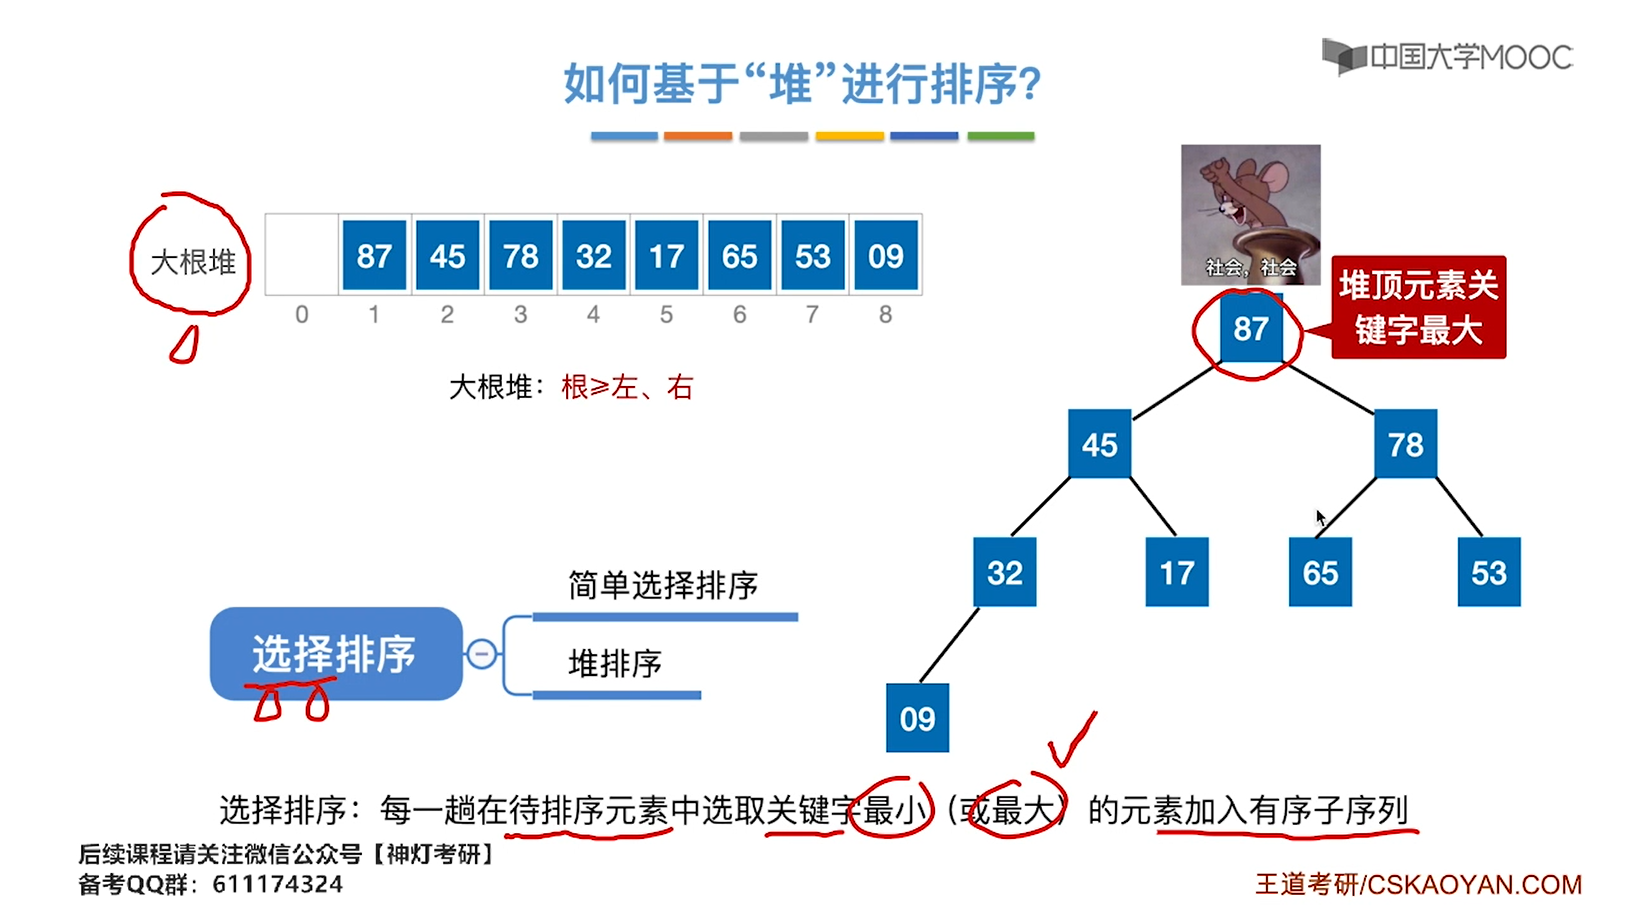 中国大学MOOC
如何基于“堆”进行排序?
社会，社会
大根堆
87 45 78 32 17 65 53 09
0 1 2 3 4 5 6 7 8
大根堆：根≥左、右
堆顶元素关
键字最大
87
45 78
32 17 65 53
09
选择排序
简单选择排序
堆排序
选择排序：每一趟在待排序元素中选取关键字最小（或最大）的元素加入有序子序列
后续课程请关注微信公众号【神灯考研】
备考QQ群：611174324
王道考研/CSKAOYAN.COM